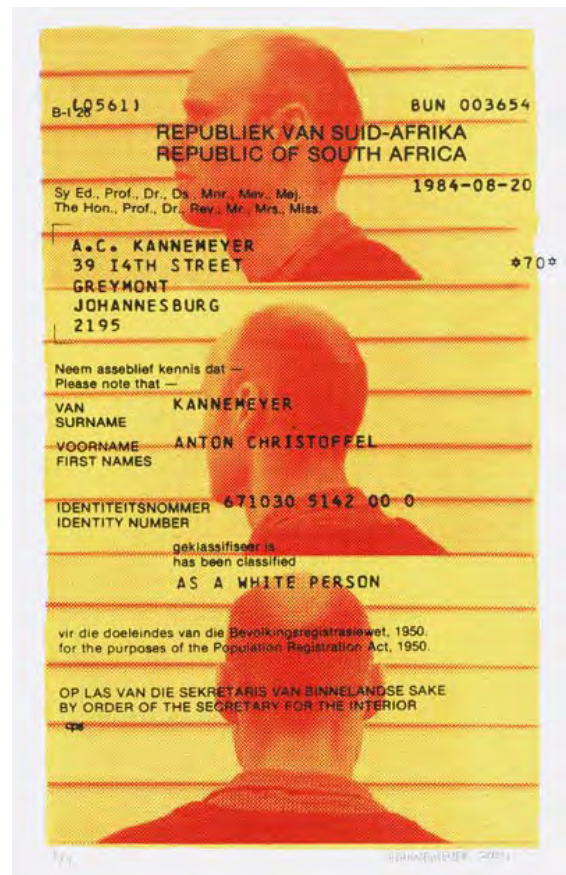 B-I 26 (0561) BUN 003654
REPUBLIEK VAN SUID-AFRIKA
REPUBLIC OF SOUTH AFRICA
1984-08-20
Sy Ed., Prof., Dr., Ds., Mnr., Mev., Mej.
The Hon., Prof., Dr., Rev., Mr., Mrs., Miss.
A.C. KANNEMEYER
39 14TH STREET *70*
GREYMONT
JOHANNESBURG
2195
Neem asseblief kennis dat —
Please note that —
VAN KANNEMEYER
SURNAME
VOORNAME ANTON CHRISTOFFEL
FIRST NAMES
IDENTITEITSNOMMER 671030 5142 00 0
IDENTITY NUMBER
geklassifiseer is
has been classified
AS A WHITE PERSON
vir die doeleindes van die Bevolkingsregistrasiewet, 1950.
for the purposes of the Population Registration Act, 1950.
OP LAS VAN DIE SEKRETARIS VAN BINNELANDSE SAKE
BY ORDER OF THE SECRETARY FOR THE INTERIOR
cps